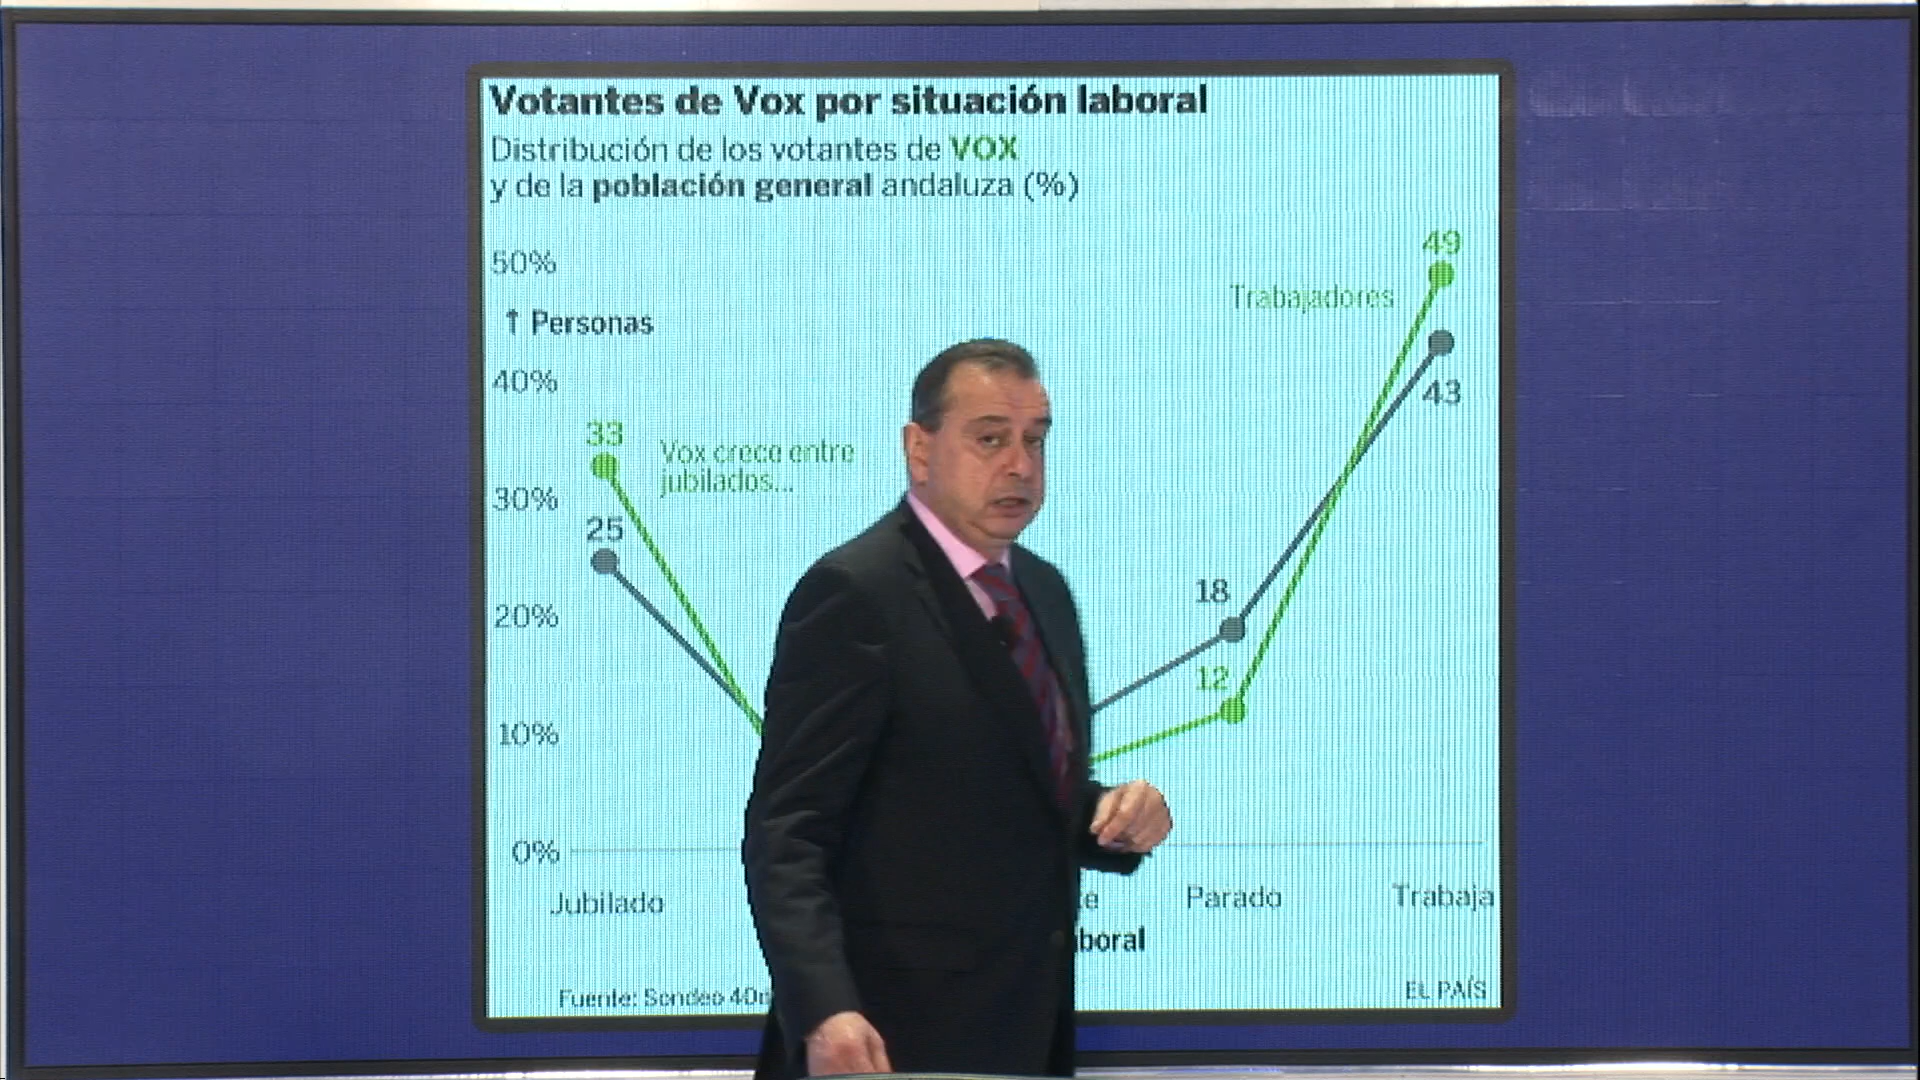 Votantes de Vox por situación laboral
Distribución de los votantes de VOX
y de la población general andaluza (%)
50%
↑ Personas
40%
30%
20%
10%
0%
33
Vox crece entre
jubilados...
25
Trabajadores
49
43
18
12
Jubilado
Parado
Trabaja
Fuente: Sondeo
EL PAÍS